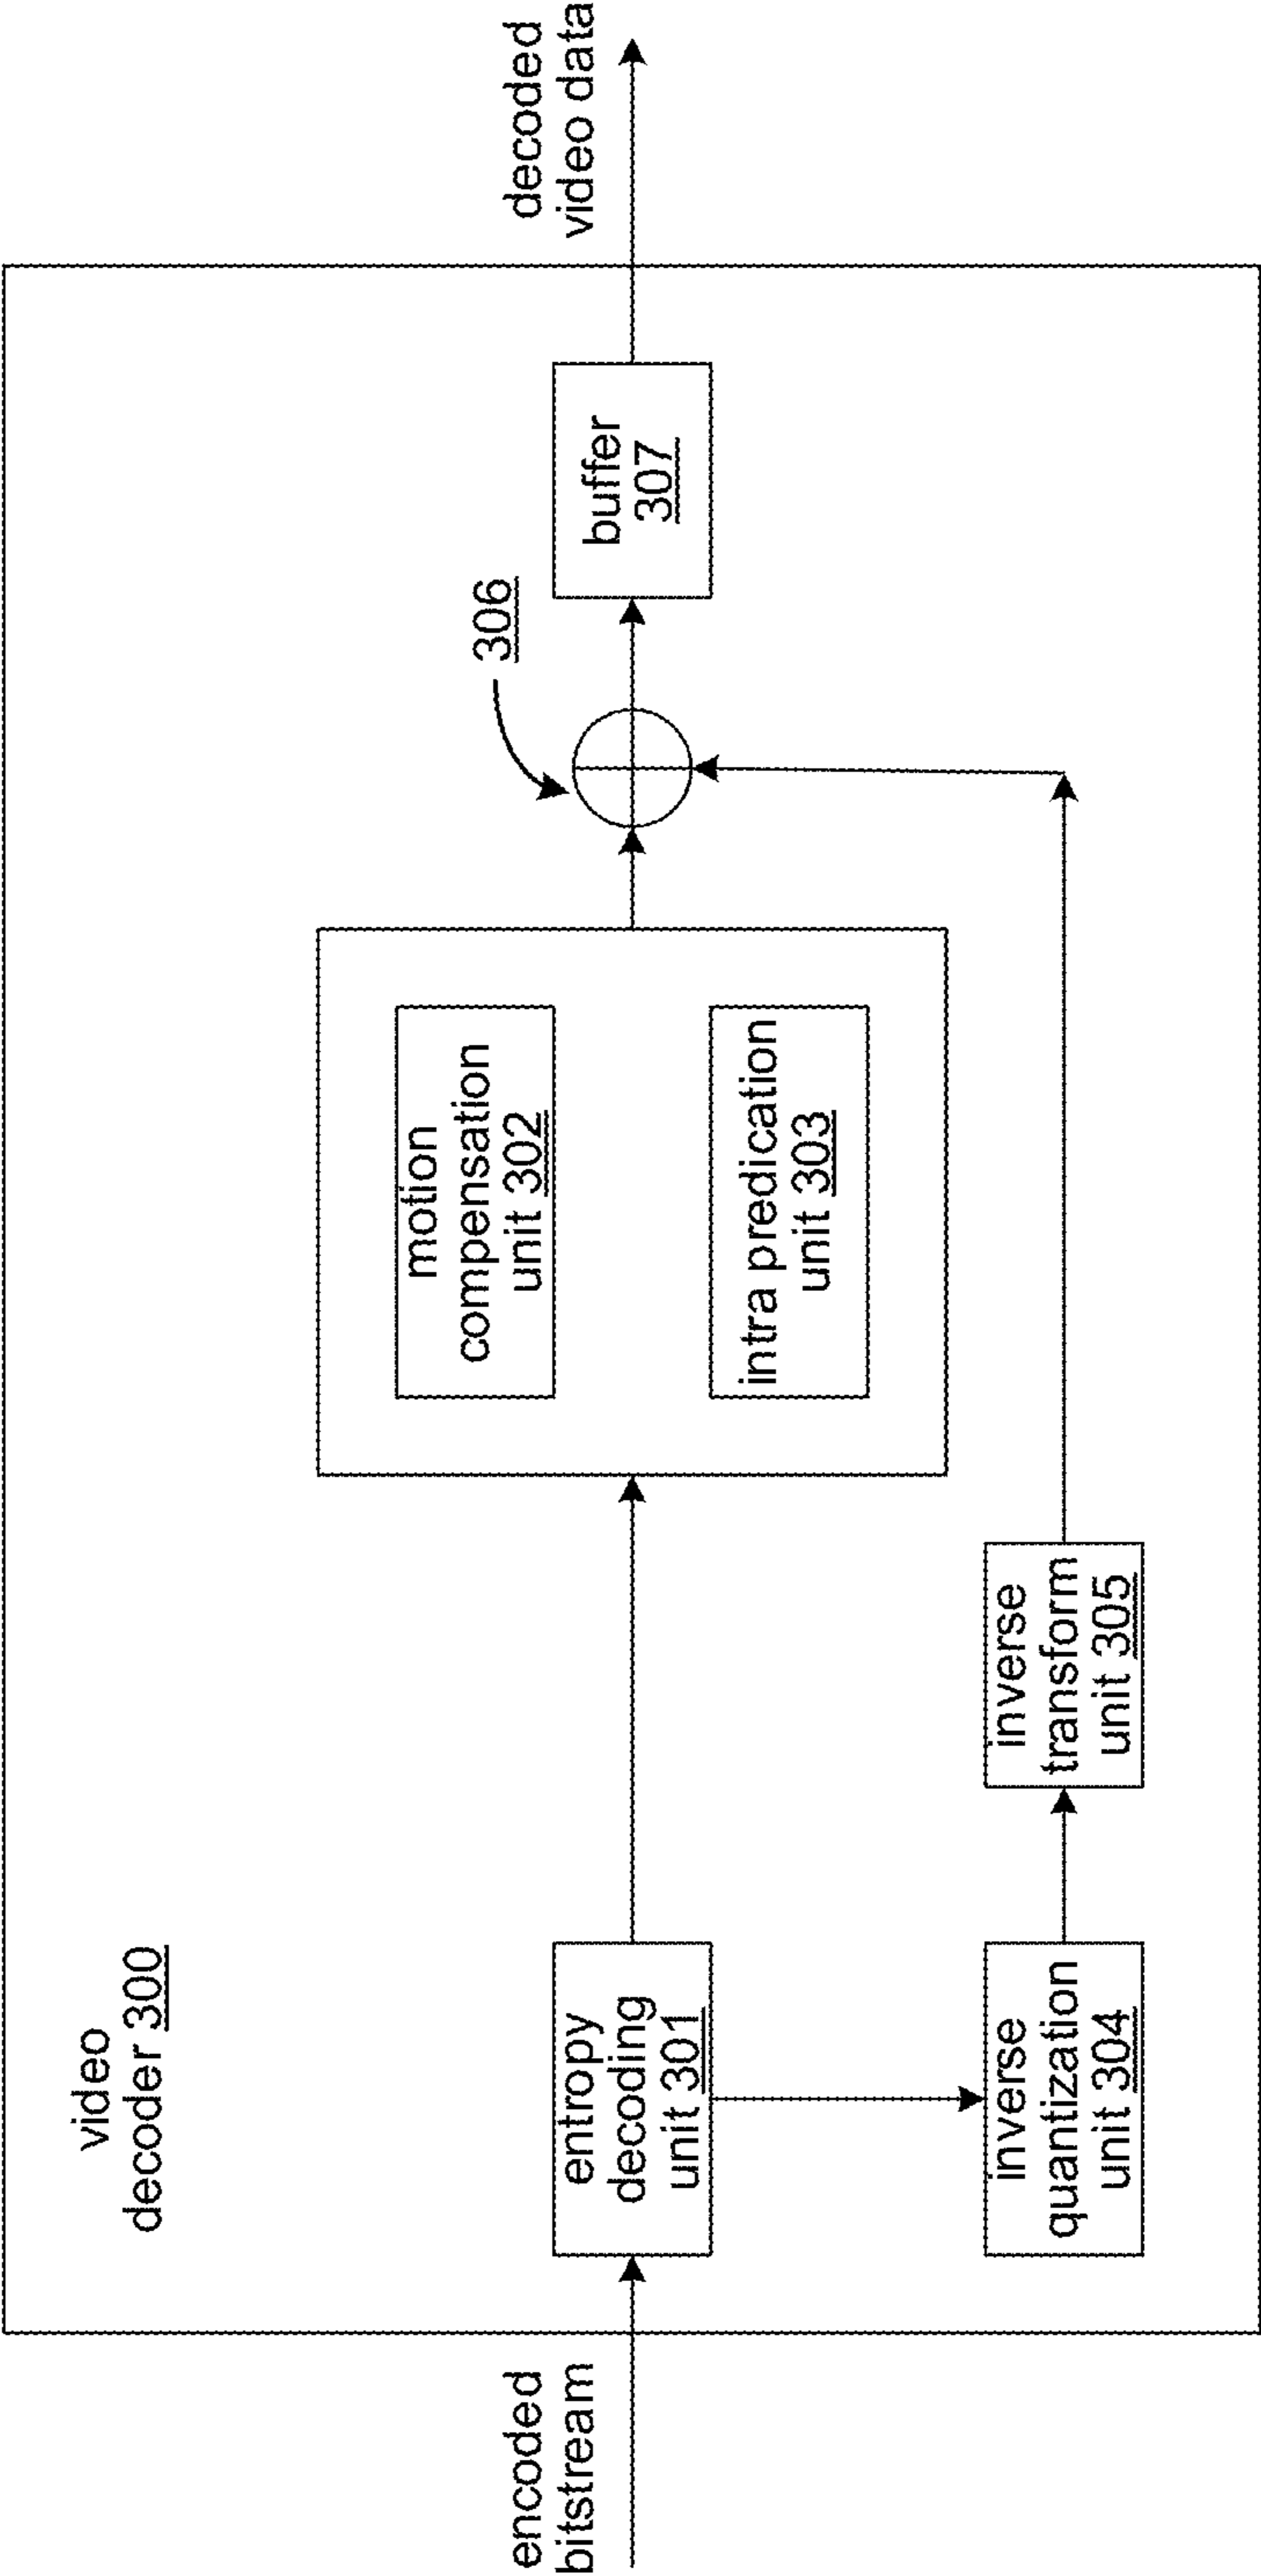 video
decoder 300
encoded
bitstream
entropy
decoding
unit 301
inverse
quantization
unit 304
inverse
transform
unit 305
motion
compensation
unit 302
intra predication
unit 303
306
buffer
307
decoded
video data